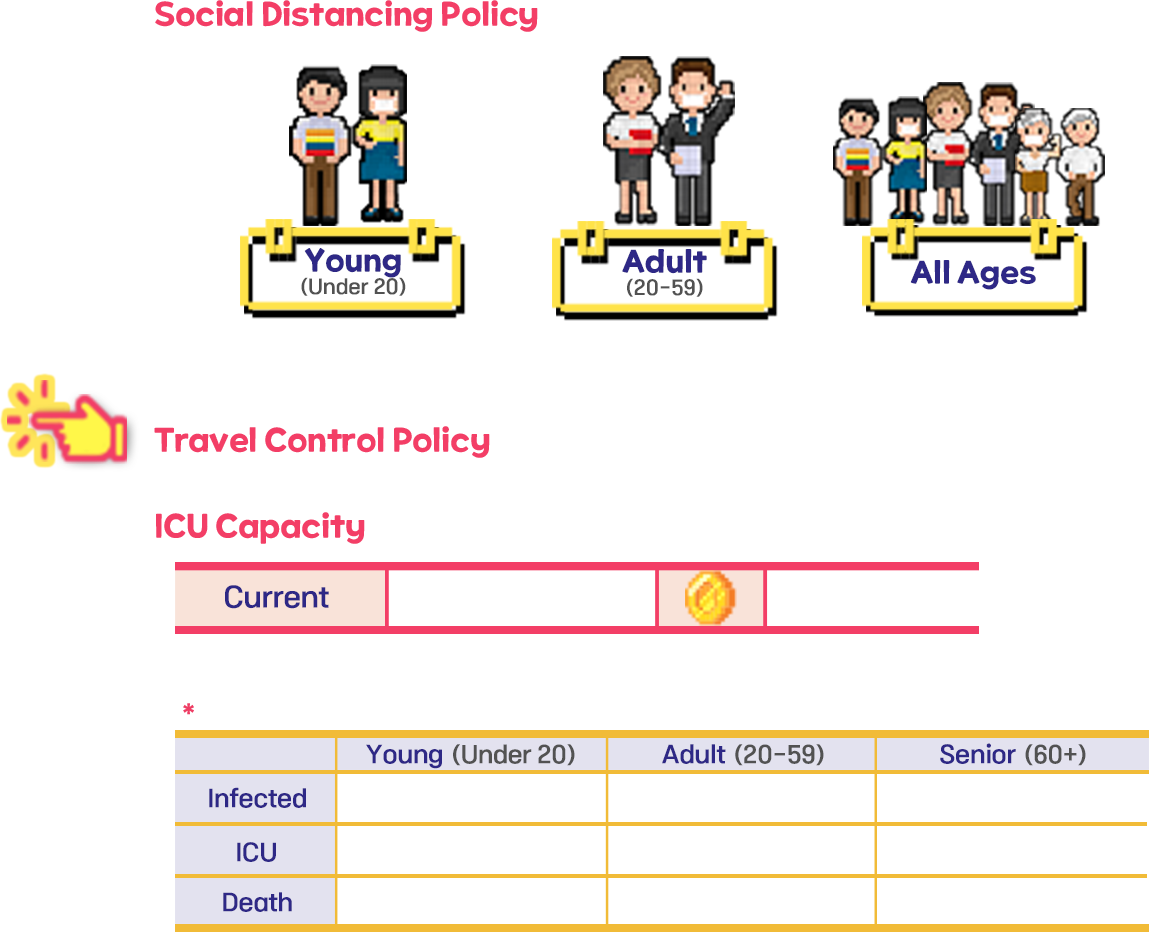 Social Distancing Policy
Young
(Under 20)
Adult
(20-59)
All Ages
Travel Control Policy
ICU Capacity
Current
*
Young (Under 20) Adult (20-59) Senior (60+)
Infected
ICU
Death